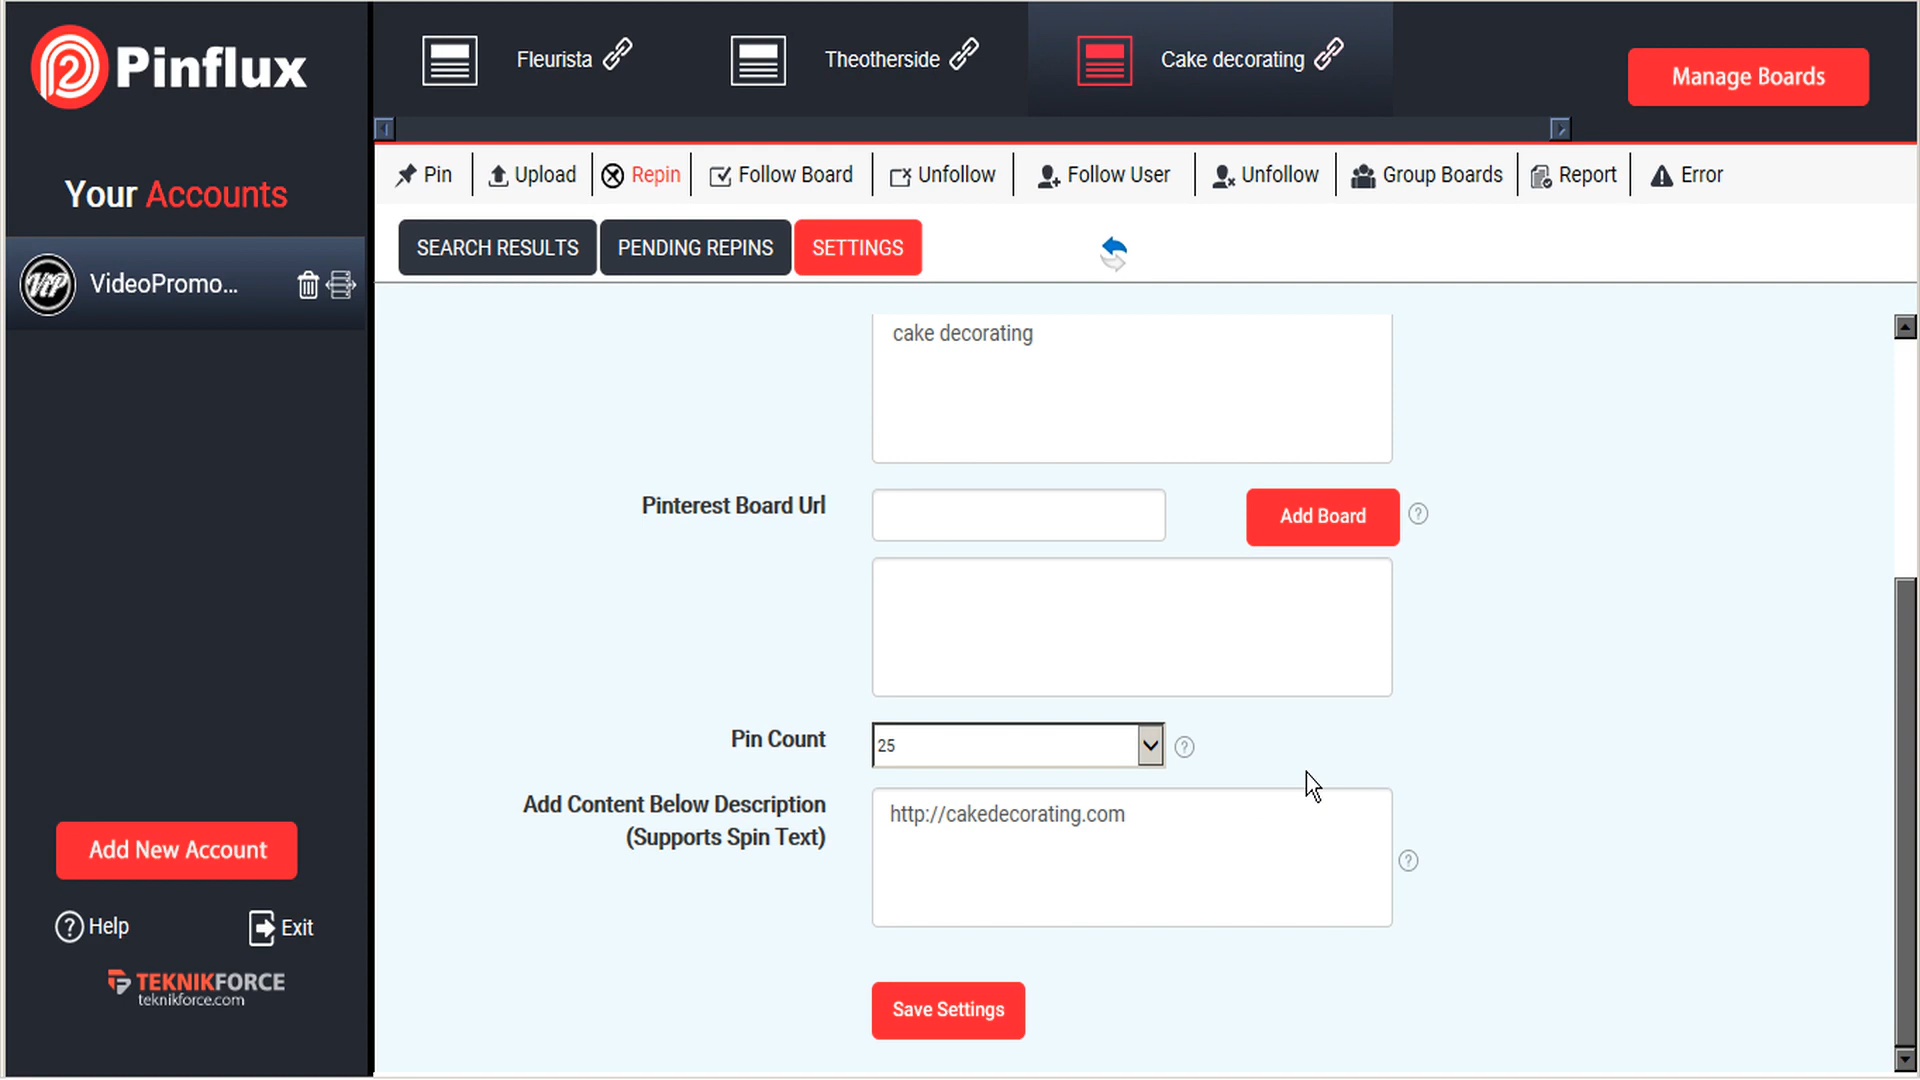 Pinflux
Fleurista
Theotherside
Cake decorating
Manage Boards
Your Accounts
VideoPromo...
Pin
Upload
Repin
Follow Board
Unfollow
Follow User
Unfollow
Group Boards
Report
Error
SEARCH RESULTS
PENDING REPINS
SETTINGS
cake decorating
Pinterest Board Url
Add Board
?
Pin Count
25
?
Add Content Below Description
(Supports Spin Text)
http://cakedecorating.com
?
Save Settings
Add New Account
? Help
Exit
TEKNIKFORCE
teknikforce.com